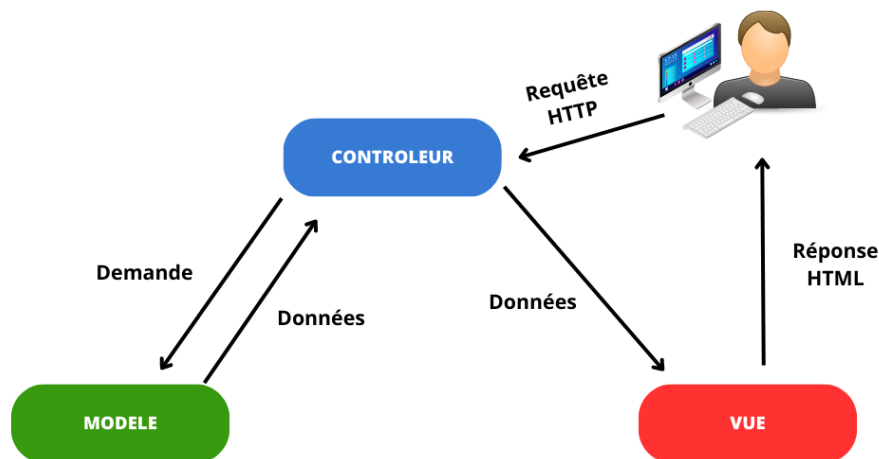 Requête
HTTP
CONTROLEUR
Demande
Données
Données
Réponse
HTML
MODELE
VUE